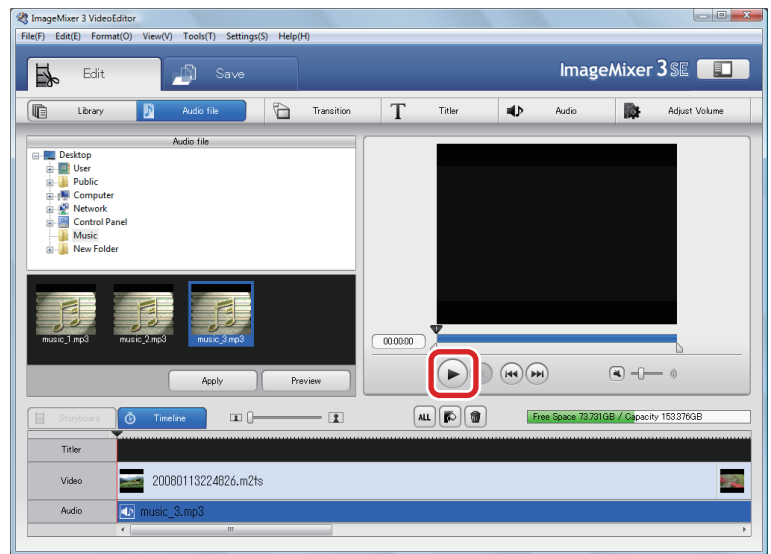 ImageMixer 3 VideoEditor
File(F) Edit(E) Format(O) View(V) Tools(T) Settings(S) Help(H)
Edit
Save
ImageMixer 3 SE
Library
Audio file
Transition
T
Titler
Audio
Adjust Volume
Audio file
Desktop
User
Public
Computer
Network
Control Panel
Music
New Folder
music_1.mp3
music_2.mp3
music_3.mp3
Apply
Preview
00:00:00
Storyboard
Timeline
ALL
Free Space 73.731GB / Capacity 153.376GB
Titler
Video
20080113224826.m2ts
Audio
music_3.mp3